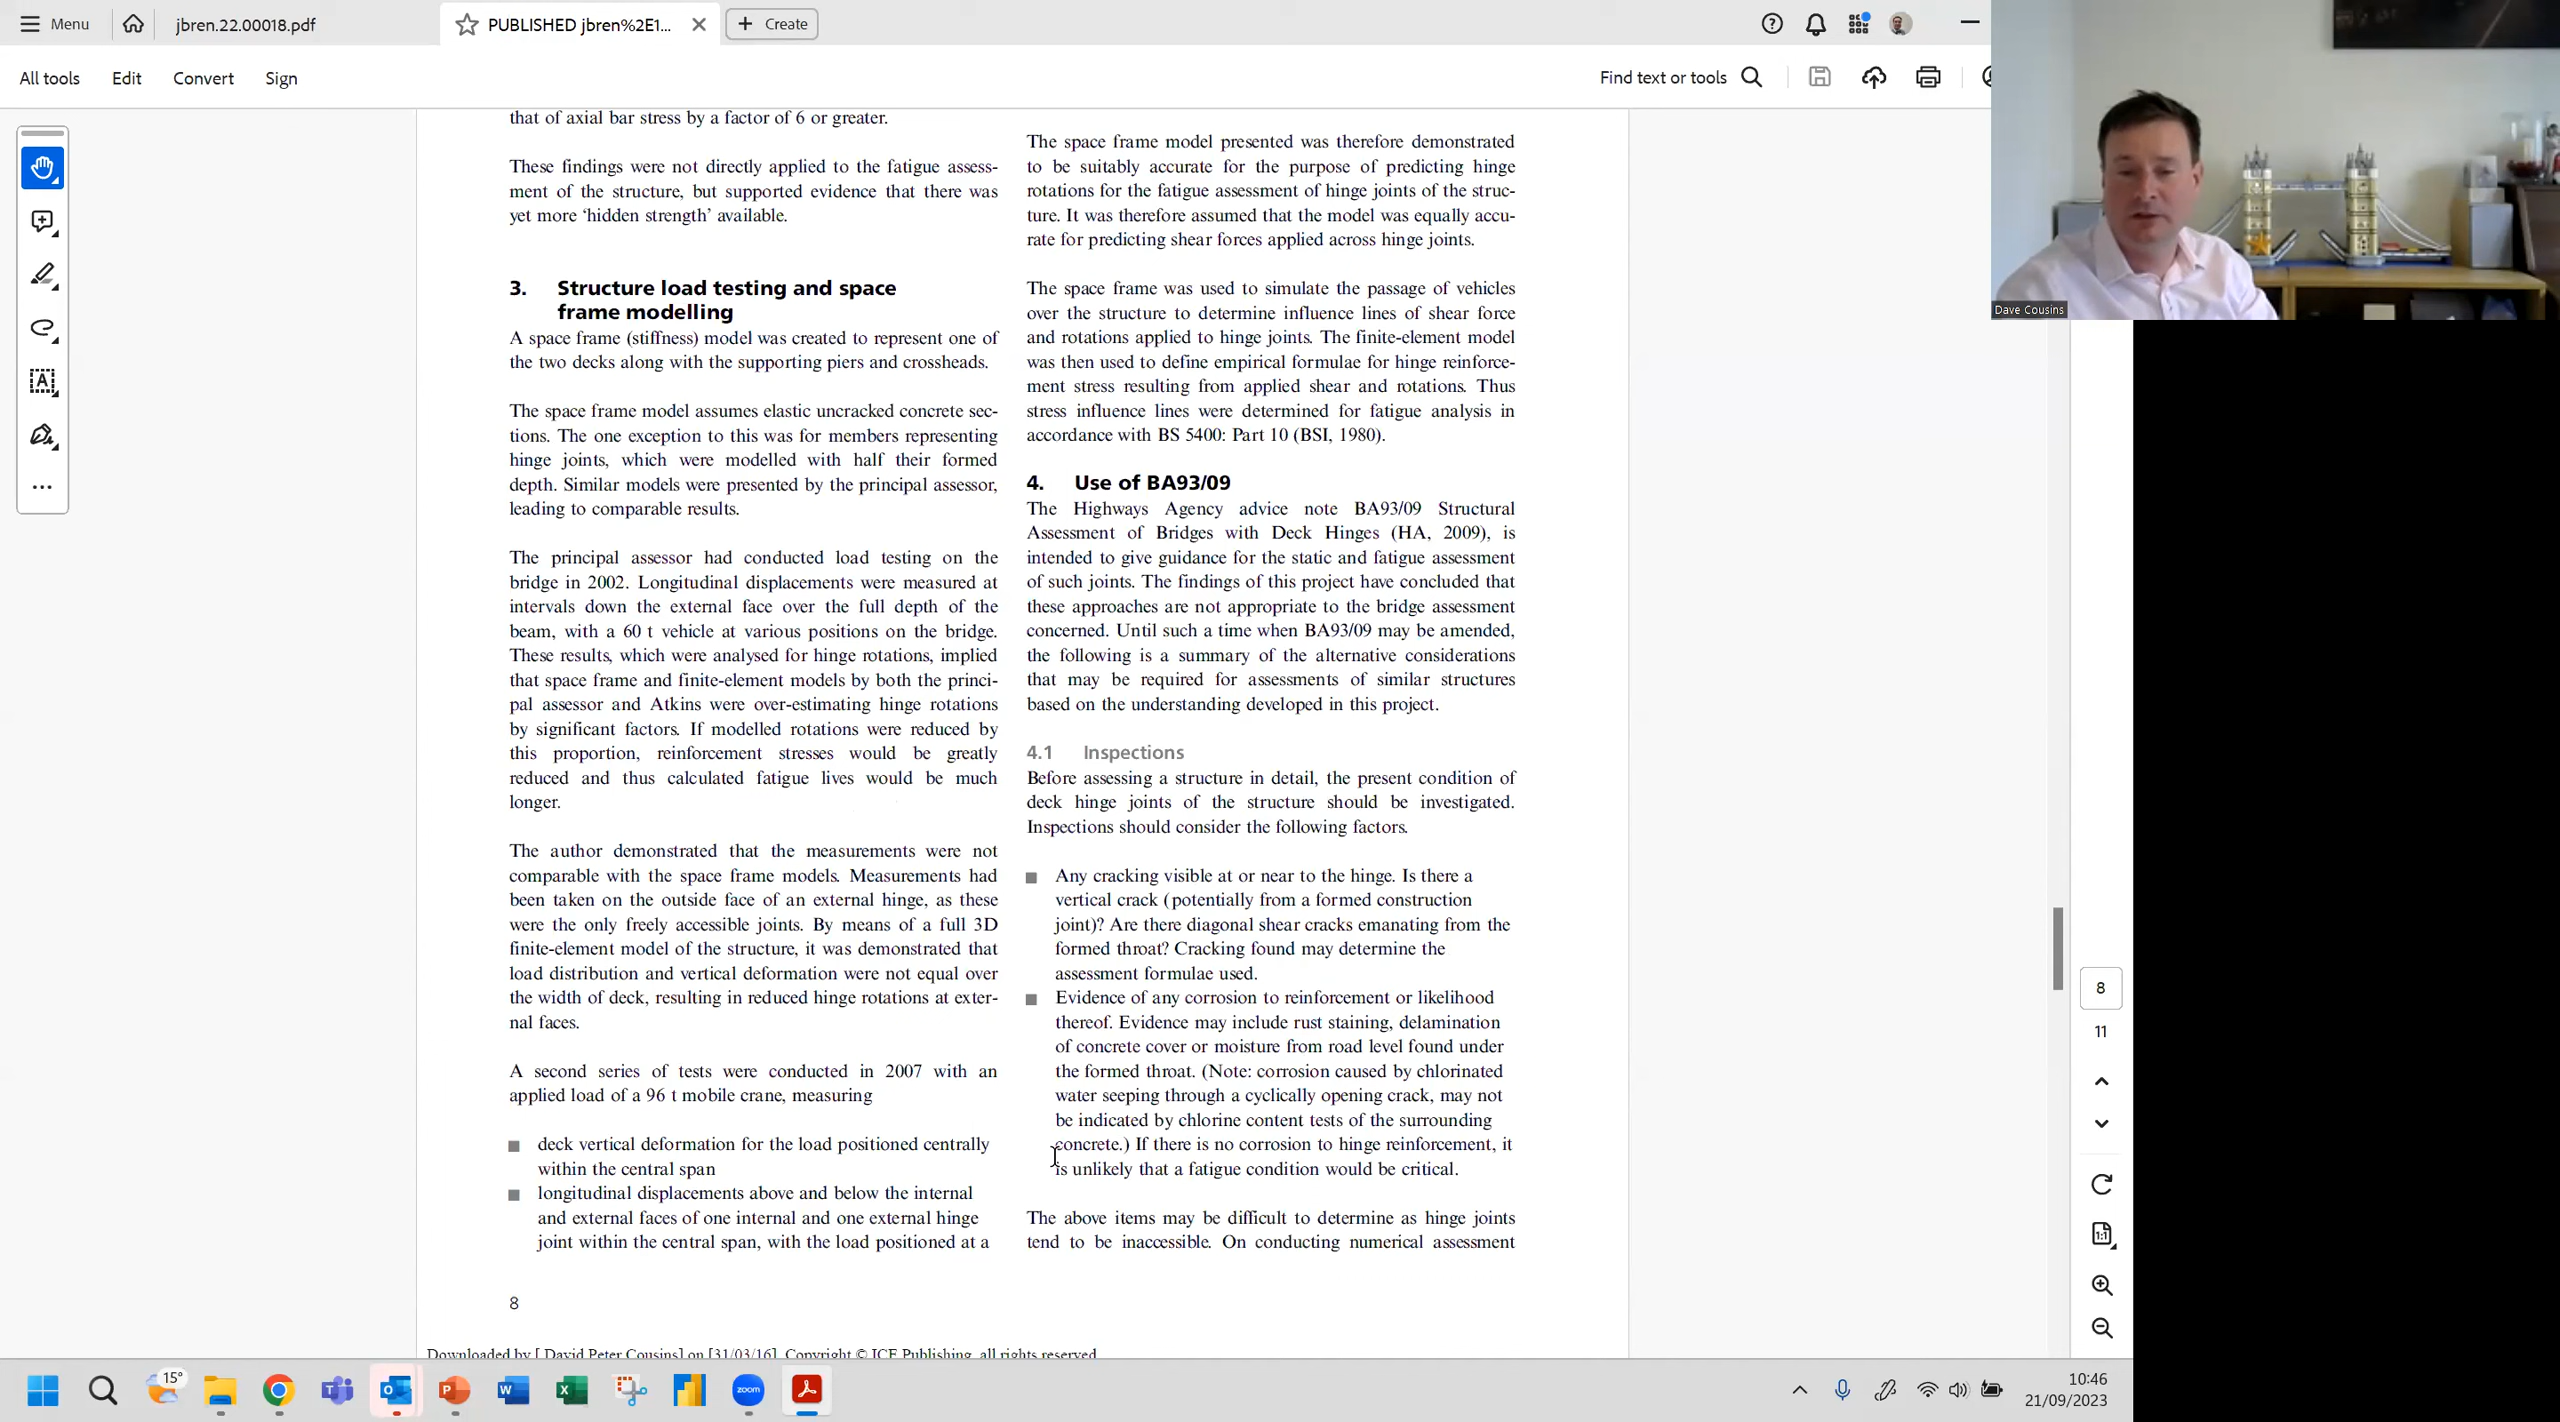 Menu
jbren.22.00018.pdf
PUBLISHED jbren%2E1...
Create
All tools
Edit
Convert
Sign
Find text or tools
that of axial bar stress by a factor of 6 or greater.
These findings were not directly applied to the fatigue assess-
ment of the structure, but supported evidence that there was
yet more ‘hidden strength’ available.
3. Structure load testing and space
frame modelling
A space frame (stiffness) model was created to represent one of
the two decks along with the supporting piers and crossheads.
The space frame model assumes elastic uncracked concrete sec-
tions. The one exception to this was for members representing
hinge joints, which were modelled with half their formed
depth. Similar models were presented by the principal assessor,
leading to comparable results.
The principal assessor had conducted load testing on the
bridge in 2002. Longitudinal displacements were measured at
intervals down the external face over the full depth of the
beam, with a 60 t vehicle at various positions on the bridge.
These results, which were analysed for hinge rotations, implied
that space frame and finite-element models by both the princi-
pal assessor and Atkins were over-estimating hinge rotations
by significant factors. If modelled rotations were reduced by
this proportion, reinforcement stresses would be greatly
reduced and thus calculated fatigue lives would be much
longer.
The author demonstrated that the measurements were not
comparable with the space frame models. Measurements had
been taken on the outside face of an external hinge, as these
were the only freely accessible joints. By means of a full 3D
finite-element model of the structure, it was demonstrated that
load distribution and vertical deformation were not equal over
the width of deck, resulting in reduced hinge rotations at exter-
nal faces.
A second series of tests were conducted in 2007 with an
applied load of a 96 t mobile crane, measuring
■ deck vertical deformation for the load positioned centrally
within the central span
■ longitudinal displacements above and below the internal
and external faces of one internal and one external hinge
joint within the central span, with the load positioned at a
8
The space frame model presented was therefore demonstrated
to be suitably accurate for the purpose of predicting hinge
rotations for the fatigue assessment of hinge joints of the struc-
ture. It was therefore assumed that the model was equally accu-
rate for predicting shear forces applied across hinge joints.
The space frame was used to simulate the passage of vehicles
over the structure to determine influence lines of shear force
and rotations applied to hinge joints. The finite-element model
was then used to define empirical formulae for hinge reinforce-
ment stress resulting from applied shear and rotations. Thus
stress influence lines were determined for fatigue analysis in
accordance with BS 5400: Part 10 (BSI, 1980).
4. Use of BA93/09
The Highways Agency advice note BA93/09 Structural
Assessment of Bridges with Deck Hinges (HA, 2009), is
intended to give guidance for the static and fatigue assessment
of such joints. The findings of this project have concluded that
these approaches are not appropriate to the bridge assessment
concerned. Until such a time when BA93/09 may be amended,
the following is a summary of the alternative considerations
that may be required for assessments of similar structures
based on the understanding developed in this project.
4.1 Inspections
Before assessing a structure in detail, the present condition of
deck hinge joints of the structure should be investigated.
Inspections should consider the following factors.
■ Any cracking visible at or near to the hinge. Is there a
vertical crack (potentially from a formed construction
joint)? Are there diagonal shear cracks emanating from the
formed throat? Cracking found may determine the
assessment formulae used.
■ Evidence of any corrosion to reinforcement or likelihood
thereof. Evidence may include rust staining, delamination
of concrete cover or moisture from road level found under
the formed throat. (Note: corrosion caused by chlorinated
water seeping through a cyclically opening crack, may not
be indicated by chlorine content tests of the surrounding
concrete.) If there is no corrosion to hinge reinforcement, it
is unlikely that a fatigue condition would be critical.
The above items may be difficult to determine as hinge joints
tend to be inaccessible. On conducting numerical assessment
Downloaded by [ David Peter Cousins] on [31/03/16]. Copyright © ICE Publishing, all rights reserved.
Dave Cousins
8
11
1:1
15°
zoom
10:46
21/09/2023